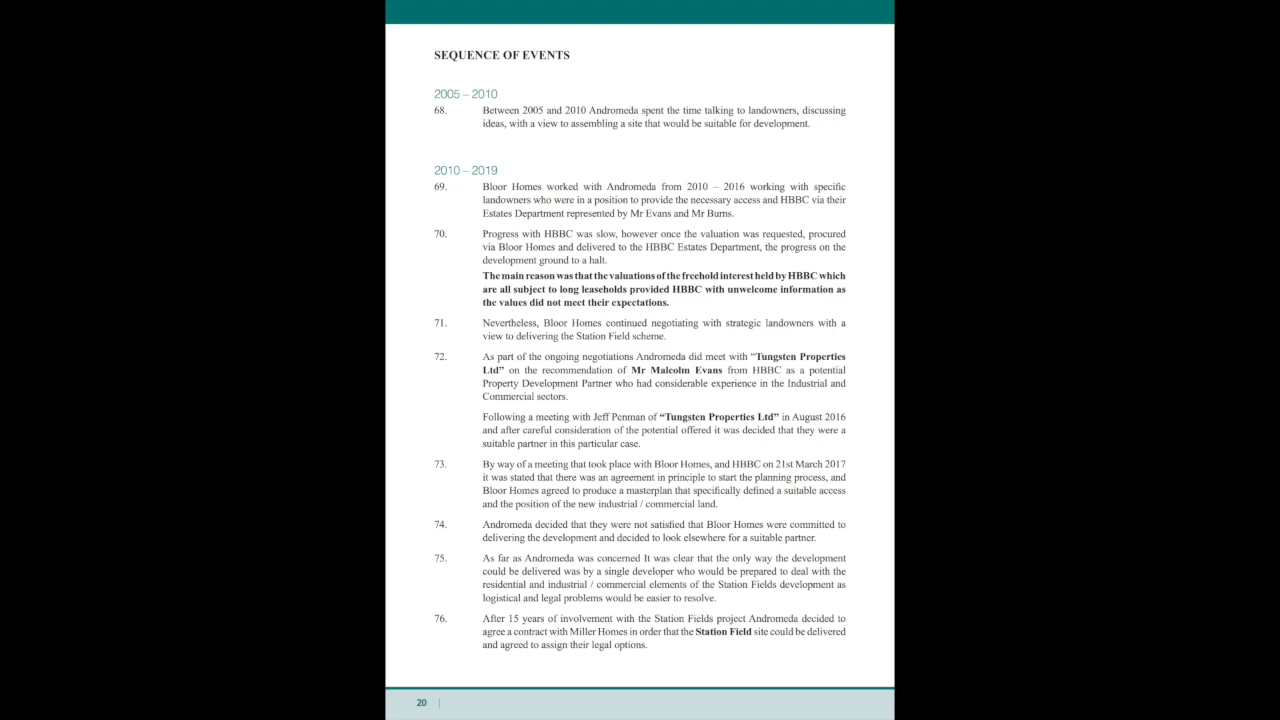 SEQUENCE OF EVENTS
2005 – 2010
68. Between 2005 and 2010 Andromeda spent the time talking to landowners, discussing
ideas, with a view to assembling a site that would be suitable for development.
2010 – 2019
69. Bloor Homes worked with Andromeda from 2010 – 2016 working with specific
landowners who were in a position to provide the necessary access and HBBC via their
Estates Department represented by Mr Evans and Mr Burns.
70. Progress with HBBC was slow, however once the valuation was requested, procured
via Bloor Homes and delivered to the HBBC Estates Department, the progress on the
development ground to a halt.
The main reason was that the valuations of the freehold interest held by HBBC which
are all subject to long leaseholds provided HBBC with unwelcome information as
the values did not meet their expectations.
71. Nevertheless, Bloor Homes continued negotiating with strategic landowners with a
view to delivering the Station Field scheme.
72. As part of the ongoing negotiations Andromeda did meet with “Tungsten Properties
Ltd” on the recommendation of Mr Malcolm Evans from HBBC as a potential
Property Development Partner who had considerable experience in the Industrial and
Commercial sectors.
Following a meeting with Jeff Penman of “Tungsten Properties Ltd” in August 2016
and after careful consideration of the potential offered it was decided that they were a
suitable partner in this particular case.
73. By way of a meeting that took place with Bloor Homes, and HBBC on 21st March 2017
it was stated that there was an agreement in principle to start the planning process, and
Bloor Homes agreed to produce a masterplan that specifically defined a suitable access
and the position of the new industrial / commercial land.
74. Andromeda decided that they were not satisfied that Bloor Homes were committed to
delivering the development and decided to look elsewhere for a suitable partner.
75. As far as Andromeda was concerned It was clear that the only way the development
could be delivered was by a single developer who would be prepared to deal with the
residential and industrial / commercial elements of the Station Fields development as
logistical and legal problems would be easier to resolve.
76. After 15 years of involvement with the Station Fields project Andromeda decided to
agree a contract with Miller Homes in order that the Station Field site could be delivered
and agreed to assign their legal options.
20 |